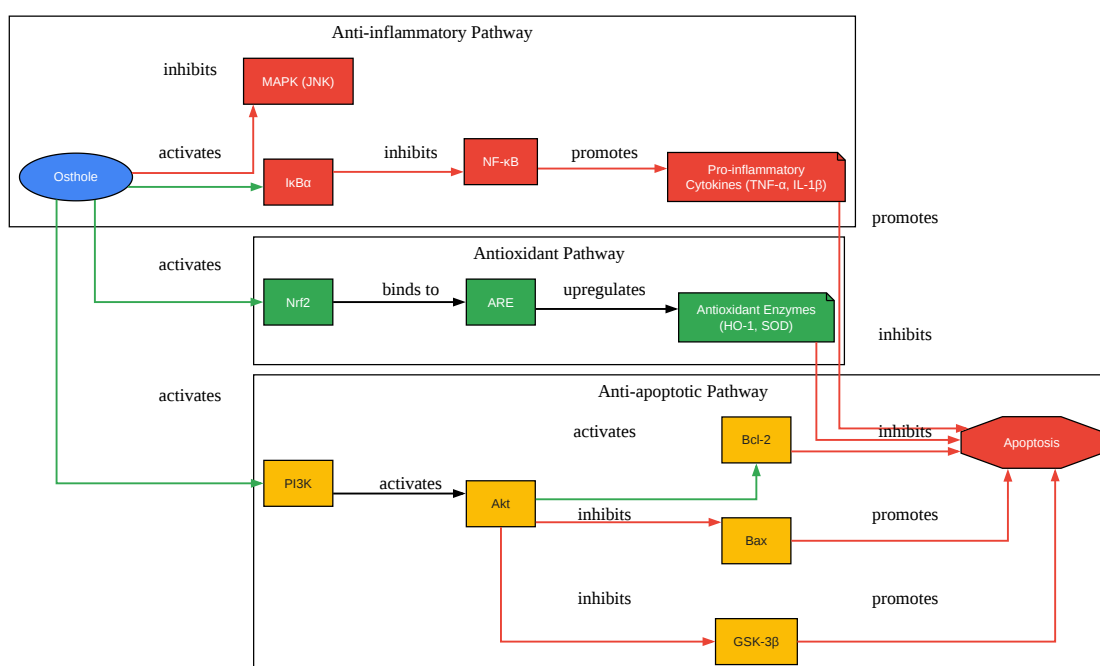 Anti-inflammatory Pathway
inhibits
MAPK (JNK)
activates
inhibits
promotes
Osthole
IκBα
NF-κB
Pro-inflammatory
Cytokines (TNF-α, IL-1β)
promotes
Antioxidant Pathway
activates
binds to
upregulates
Nrf2
ARE
Antioxidant Enzymes
(HO-1, SOD)
inhibits
Anti-apoptotic Pathway
activates
activates
Bcl-2
inhibits
Apoptosis
PI3K
activates
Akt
inhibits
Bax
promotes
inhibits
promotes
GSK-3β